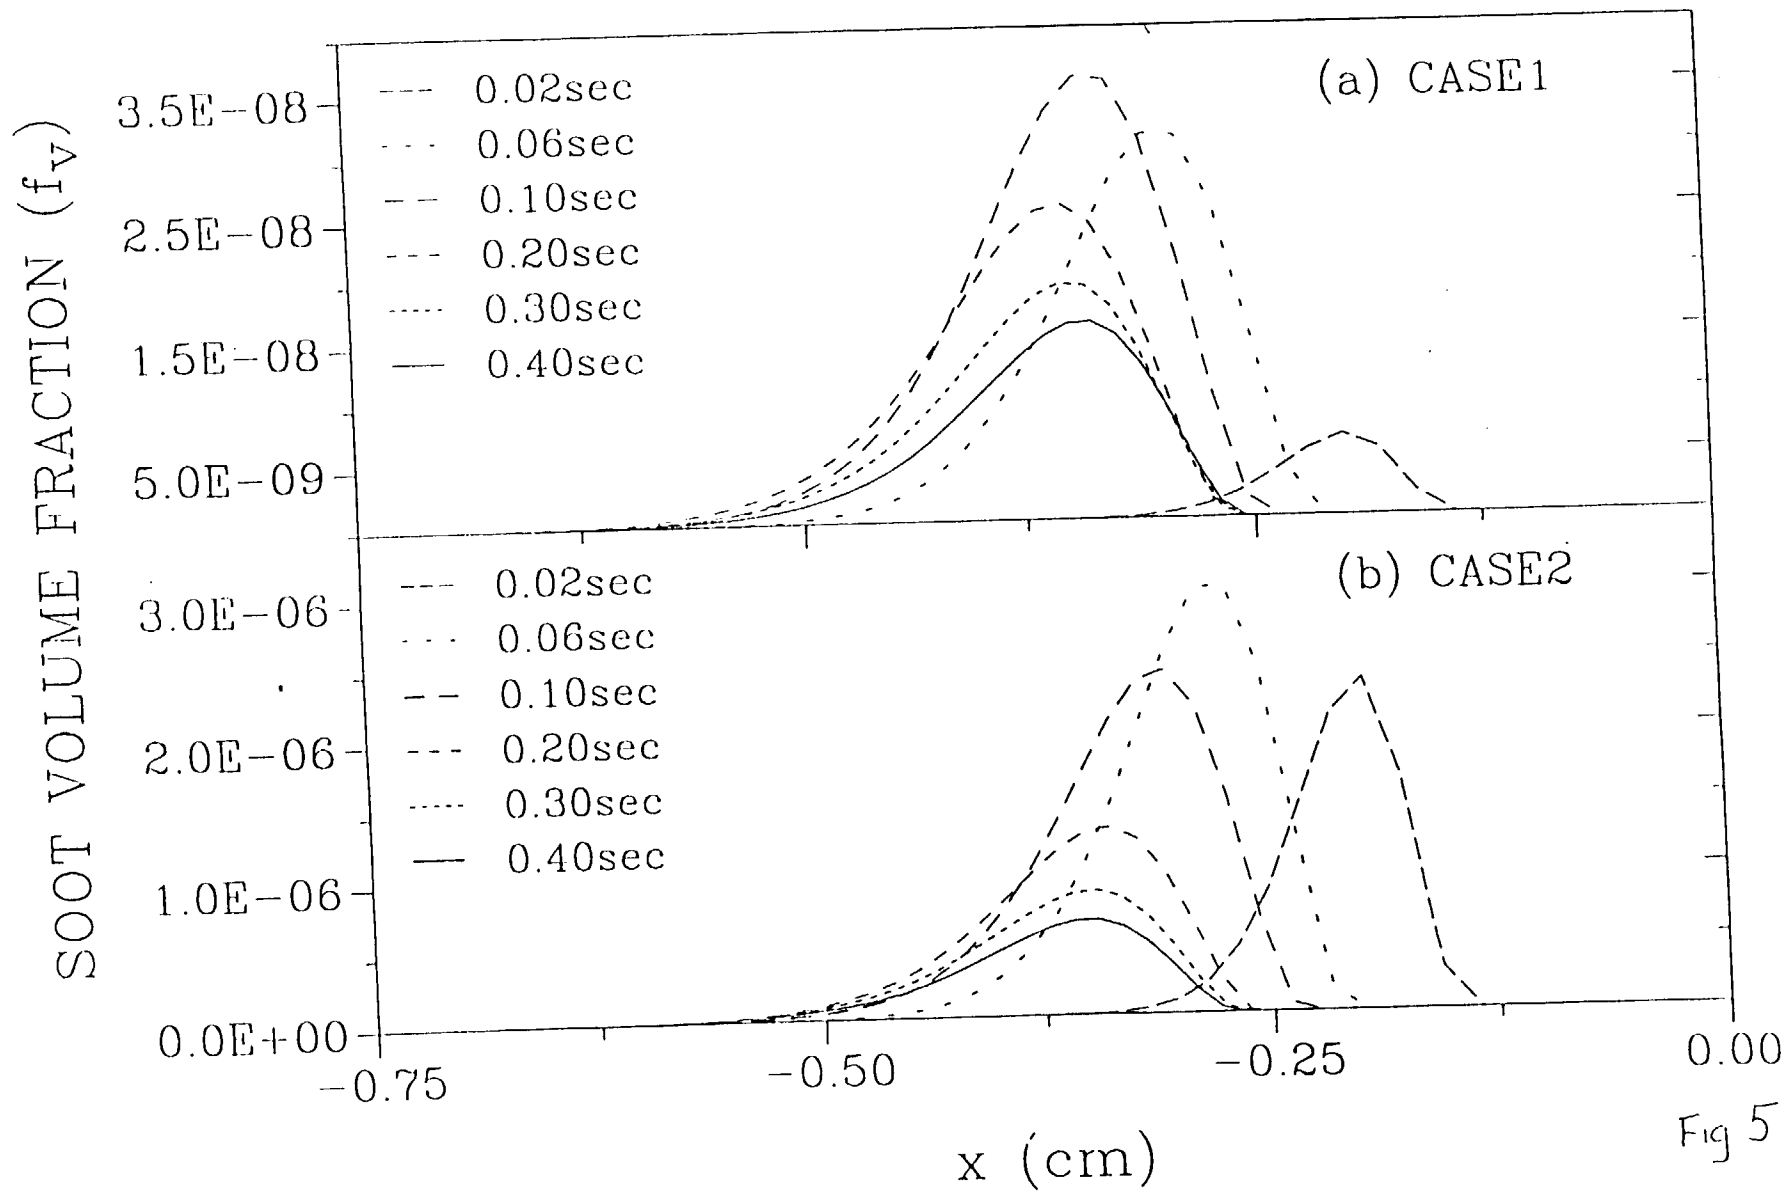 SOOT VOLUME FRACTION (fv)
(a) CASE1
3.5E-08
2.5E-08
1.5E-08
5.0E-09
0.02sec
0.06sec
0.10sec
0.20sec
0.30sec
0.40sec
(b) CASE2
3.0E-06
2.0E-06
1.0E-06
0.0E+00
0.02sec
0.06sec
0.10sec
0.20sec
0.30sec
0.40sec
-0.75
-0.50
-0.25
0.00
x (cm)
Fig 5